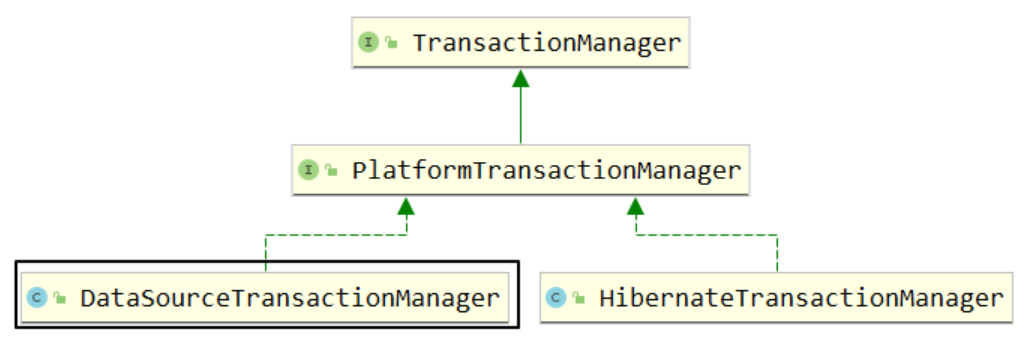 I TransactionManager
I PlatformTransactionManager
C DataSourceTransactionManager
C HibernateTransactionManager